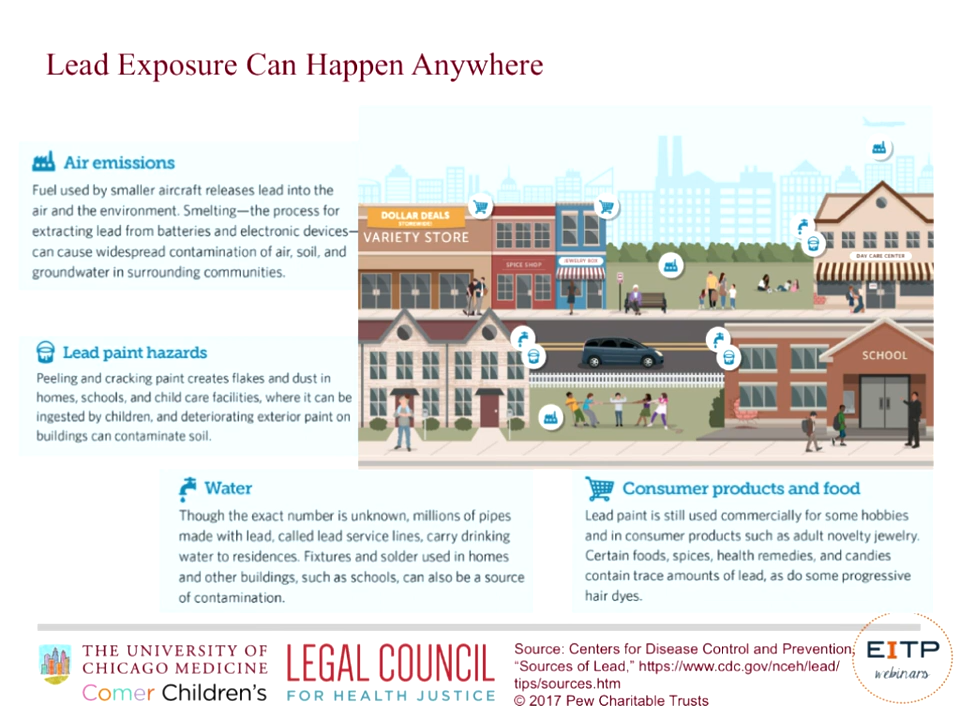 Lead Exposure Can Happen Anywhere
Air emissions
Fuel used by smaller aircraft releases lead into the
air and the environment. Smelting—the process for
extracting lead from batteries and electronic devices—
can cause widespread contamination of air, soil, and
groundwater in surrounding communities.
DOLLAR DEALS
STOREWIDE!
VARIETY STORE
SPICE SHOP
JEWELRY BOX
DAY CARE CENTER
SCHOOL
Lead paint hazards
Peeling and cracking paint creates flakes and dust in
homes, schools, and child care facilities, where it can be
ingested by children, and deteriorating exterior paint on
buildings can contaminate soil.
Water
Though the exact number is unknown, millions of pipes
made with lead, called lead service lines, carry drinking
water to residences. Fixtures and solder used in homes
and other buildings, such as schools, can also be a source
of contamination.
Consumer products and food
Lead paint is still used commercially for some hobbies
and in consumer products such as adult novelty jewelry.
Certain foods, spices, health remedies, and candies
contain trace amounts of lead, as do some progressive
hair dyes.
THE UNIVERSITY OF
CHICAGO MEDICINE
Comer Children's
LEGAL COUNCIL
FOR HEALTH JUSTICE
Source: Centers for Disease Control and Prevention,
“Sources of Lead,” https://www.cdc.gov/nceh/lead/
tips/sources.htm
© 2017 Pew Charitable Trusts
EITP
webinars